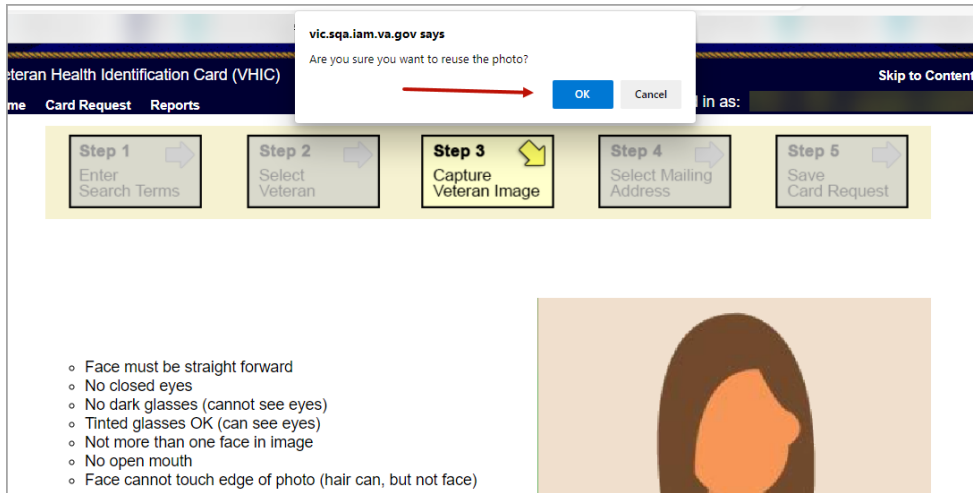 vic.sqa.iam.va.gov says
Are you sure you want to reuse the photo?
OK Cancel
eteran Health Identification Card (VHIC)
Skip to Content
me Card Request Reports
in as:
Step 1
Enter
Search Terms
Step 2
Select
Veteran
Step 3
Capture
Veteran Image
Step 4
Select Mailing
Address
Step 5
Save
Card Request
Face must be straight forward
No closed eyes
No dark glasses (cannot see eyes)
Tinted glasses OK (can see eyes)
Not more than one face in image
No open mouth
Face cannot touch edge of photo (hair can, but not face)